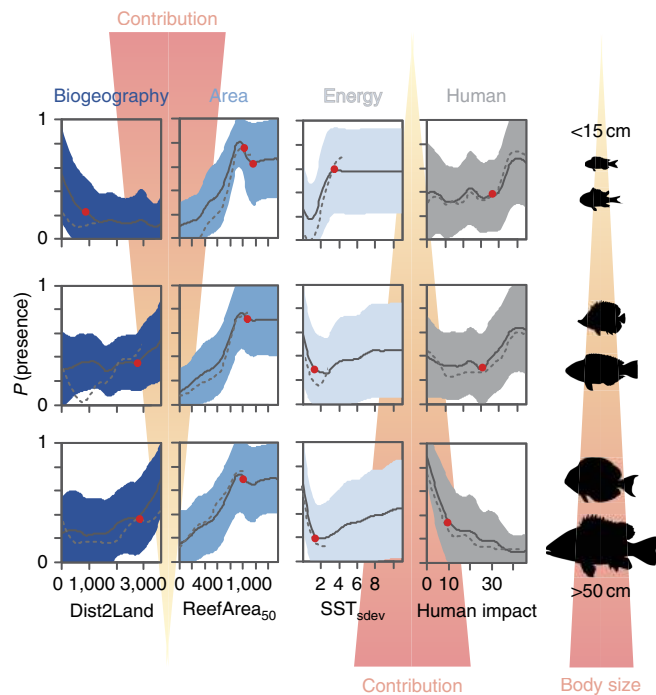 Contribution
Biogeography Area Energy Human
<15 cm
1
0
1
0
1
0
P (presence)
0 1,000 3,000 400 1,000 2 4 6 8 0 10 30
Dist2Land ReefArea50 SSTsdev Human impact
>50 cm
Contribution
Body size